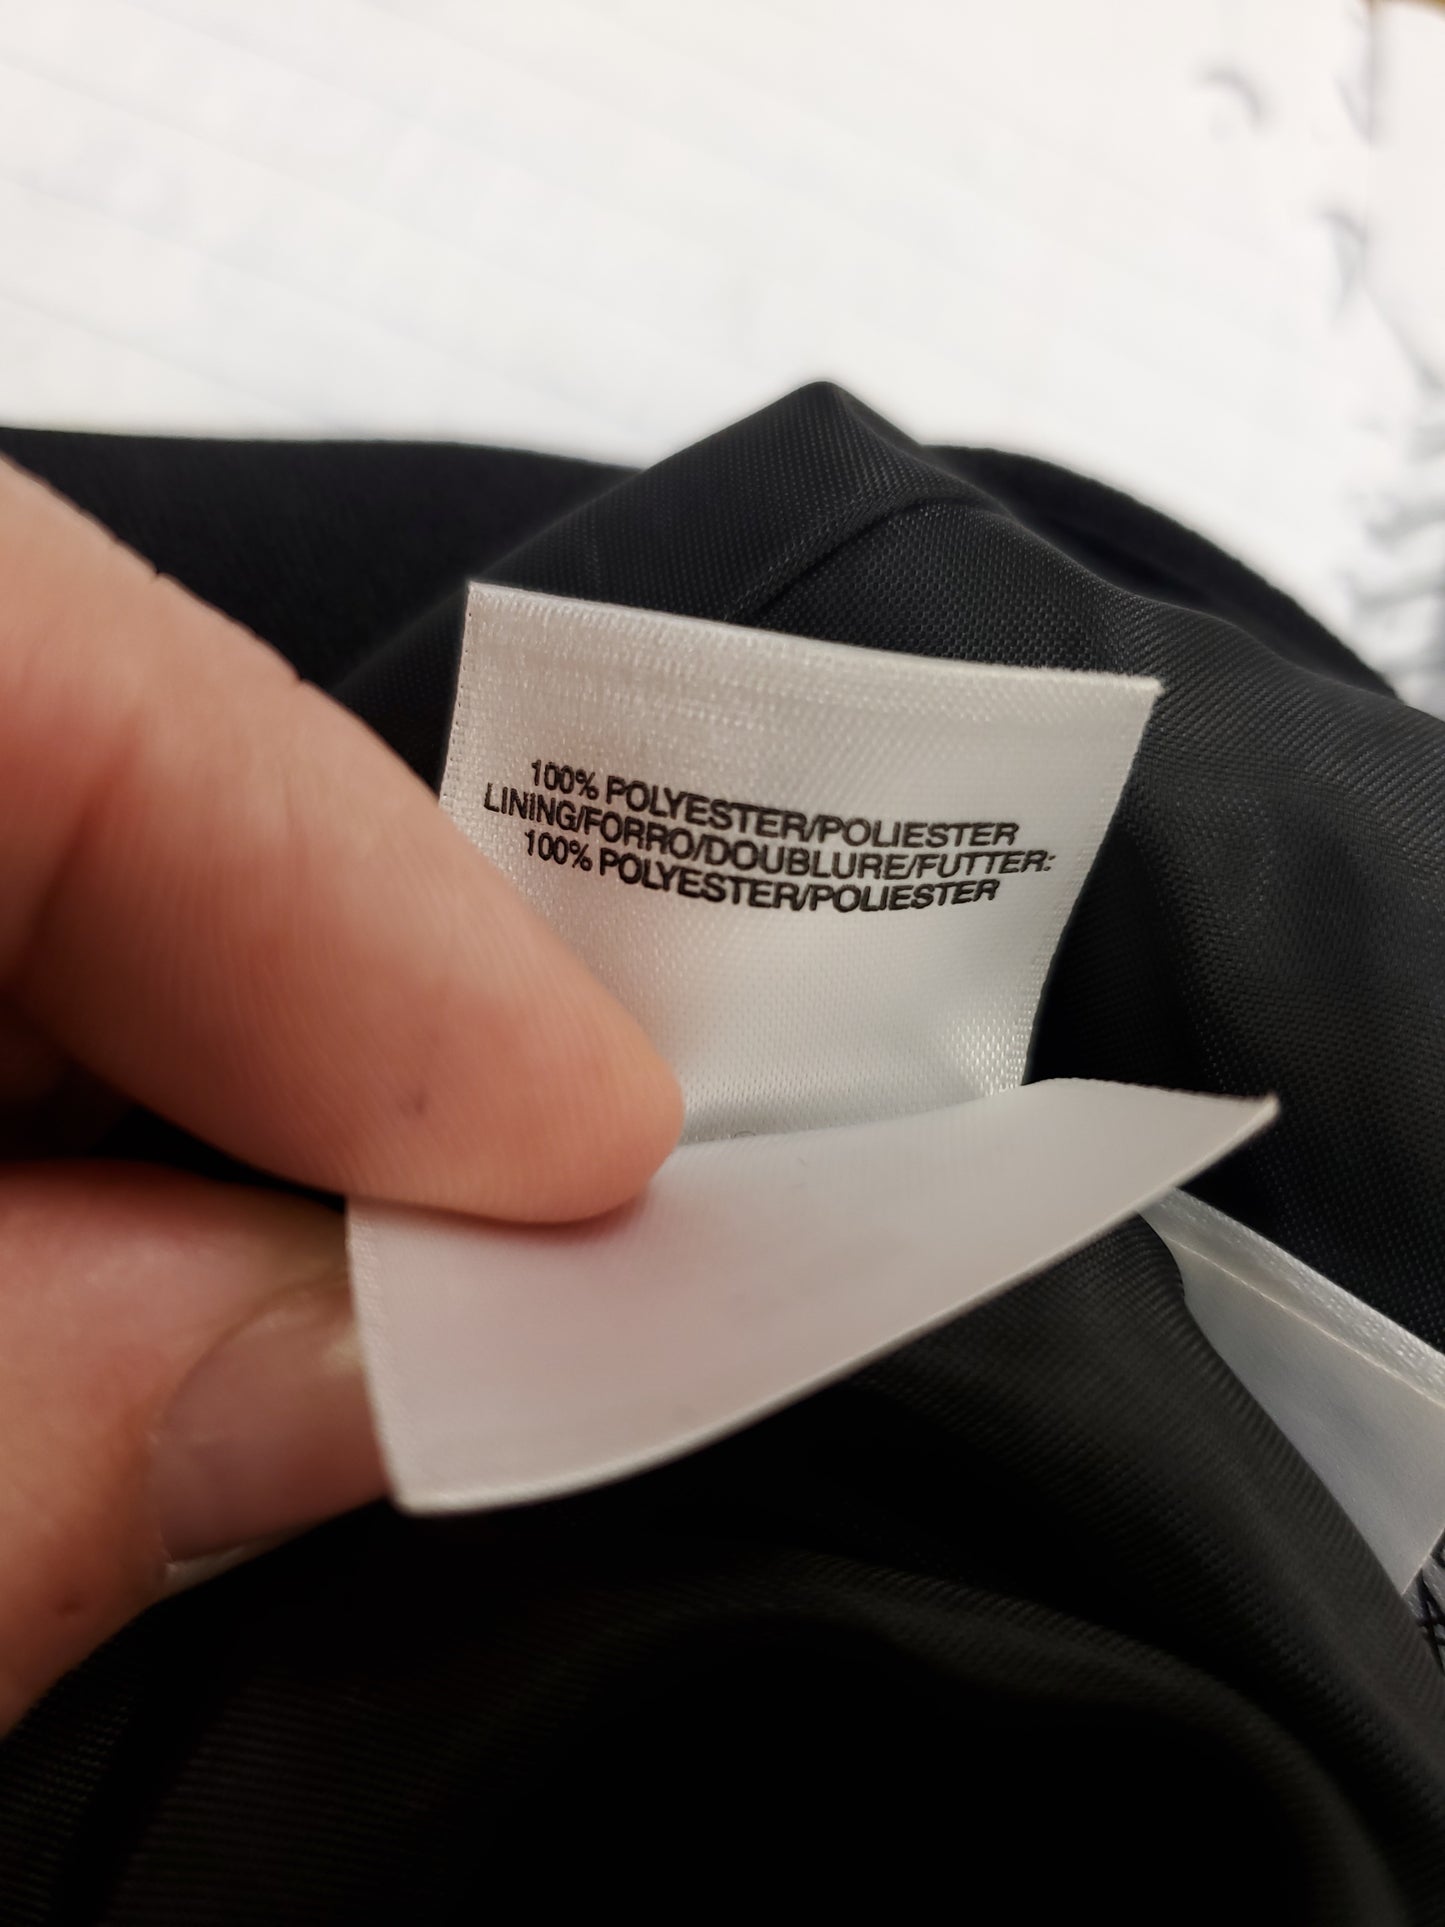 100% POLYESTER/POLIESTER
LINING/FORRO/DOUBLURE/FUTTER:
100% POLYESTER/POLIESTER